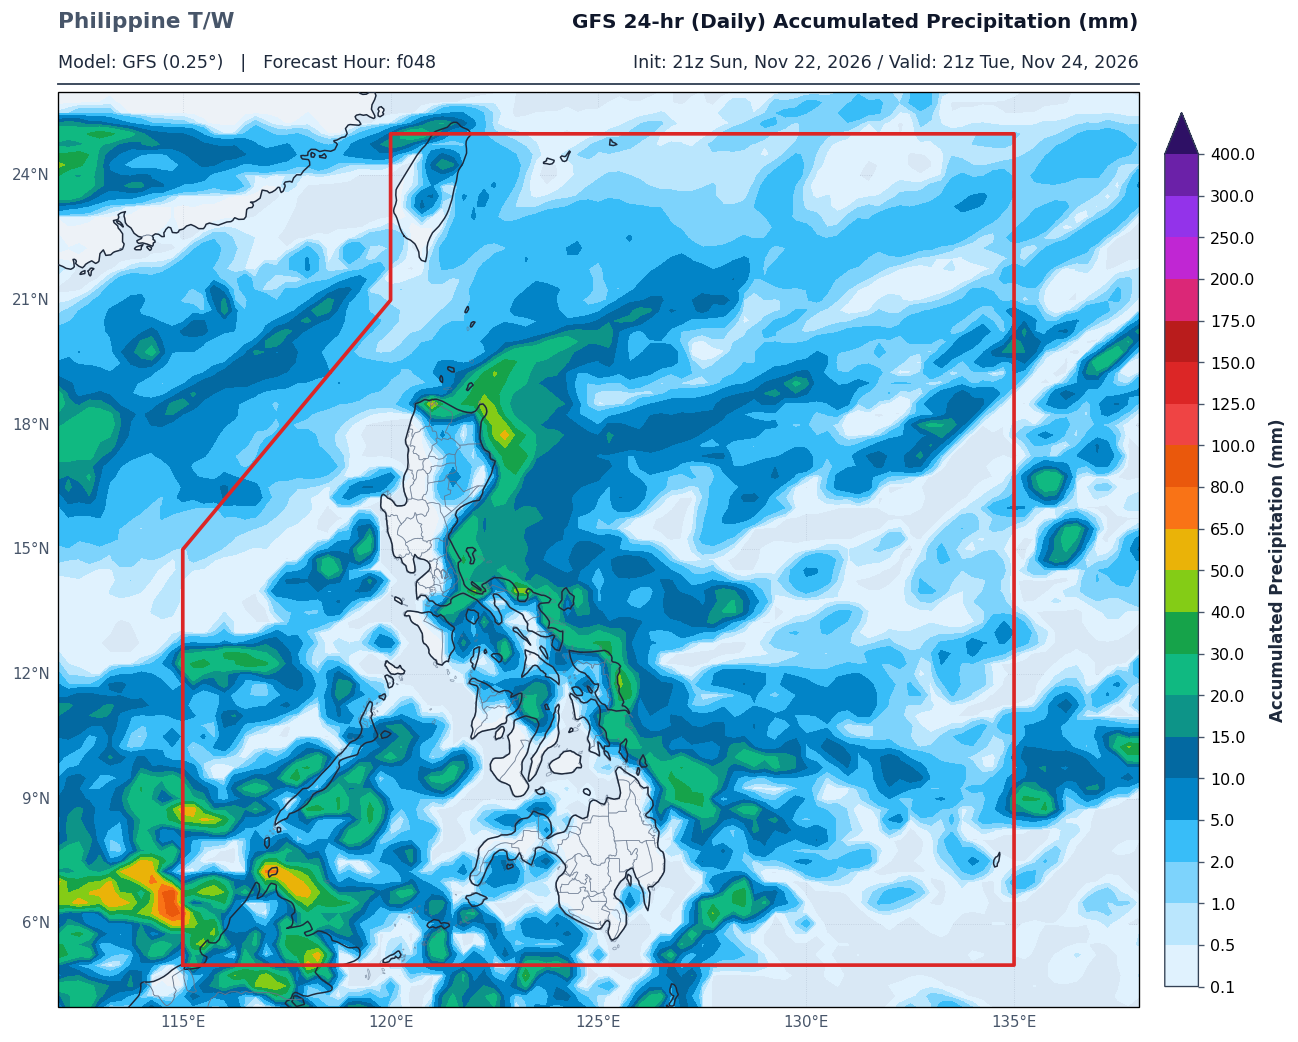 Philippine T/W
GFS 24-hr (Daily) Accumulated Precipitation (mm)
Model: GFS (0.25°)   |   Forecast Hour: f048
Init: 21z Sun, Nov 22, 2026 / Valid: 21z Tue, Nov 24, 2026
24°N
21°N
18°N
15°N
12°N
9°N
6°N
115°E
120°E
125°E
130°E
135°E
400.0
300.0
250.0
200.0
175.0
150.0
125.0
100.0
80.0
65.0
50.0
40.0
30.0
20.0
15.0
10.0
5.0
2.0
1.0
0.5
0.1
Accumulated Precipitation (mm)